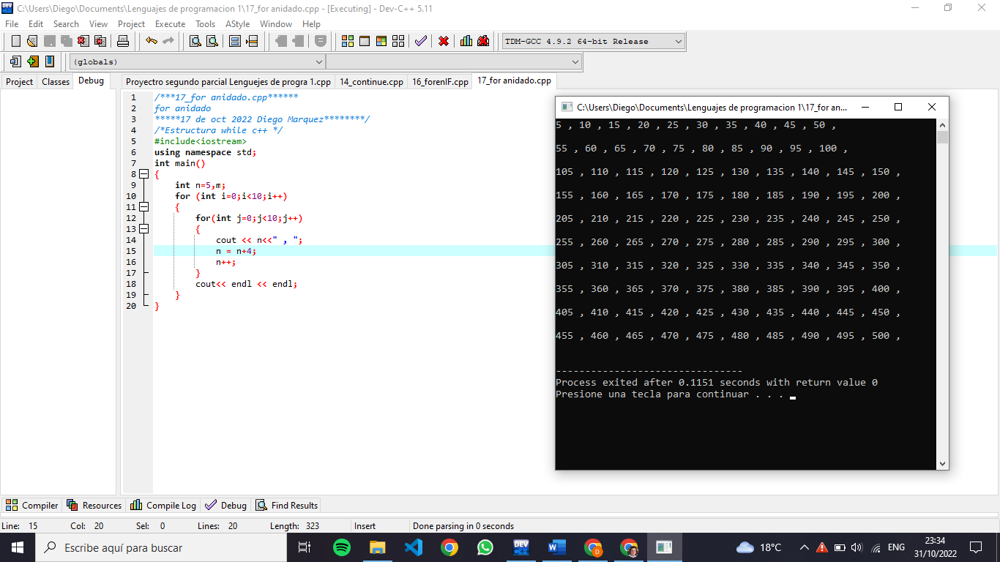 C:\Users\Diego\Documents\Lenguajes de programacion 1\17_for anidado.cpp - [Executing] - Dev-C++ 5.11
File Edit Search View Project Execute Tools AStyle Window Help
TDM-GCC 4.9.2 64-bit Release
(globals)
Project Classes Debug
Proyectro segundo parcial Lenguejes de progra 1.cpp 14_continue.cpp 16_forenIF.cpp 17_for anidado.cpp
1 /***17_for anidado.cpp******
2 for anidado
3 *****17 de oct 2022 Diego Marquez********/
4 /*Estructura while c++ */
5 #include<iostream>
6 using namespace std;
7 int main()
8 {
9 int n=5,m;
10 for (int i=0;i<10;i++)
11 {
12 for(int j=0;j<10;j++)
13 {
14 cout << n<<" , ";
15 n = n+4;
16 n++;
17 }
18 cout<< endl << endl;
19 }
20 }
C:\Users\Diego\Documents\Lenguajes de programacion 1\17_for an...
5 , 10 , 15 , 20 , 25 , 30 , 35 , 40 , 45 , 50 ,
55 , 60 , 65 , 70 , 75 , 80 , 85 , 90 , 95 , 100 ,
105 , 110 , 115 , 120 , 125 , 130 , 135 , 140 , 145 , 150 ,
155 , 160 , 165 , 170 , 175 , 180 , 185 , 190 , 195 , 200 ,
205 , 210 , 215 , 220 , 225 , 230 , 235 , 240 , 245 , 250 ,
255 , 260 , 265 , 270 , 275 , 280 , 285 , 290 , 295 , 300 ,
305 , 310 , 315 , 320 , 325 , 330 , 335 , 340 , 345 , 350 ,
355 , 360 , 365 , 370 , 375 , 380 , 385 , 390 , 395 , 400 ,
405 , 410 , 415 , 420 , 425 , 430 , 435 , 440 , 445 , 450 ,
455 , 460 , 465 , 470 , 475 , 480 , 485 , 490 , 495 , 500 ,
--------------------------------
Process exited after 0.1151 seconds with return value 0
Presione una tecla para continuar . . .
Compiler Resources Compile Log Debug Find Results
Line: 15 Col: 20 Sel: 0 Lines: 20 Length: 323 Insert Done parsing in 0 seconds
Escribe aquí para buscar
18°C ENG
23:34
31/10/2022